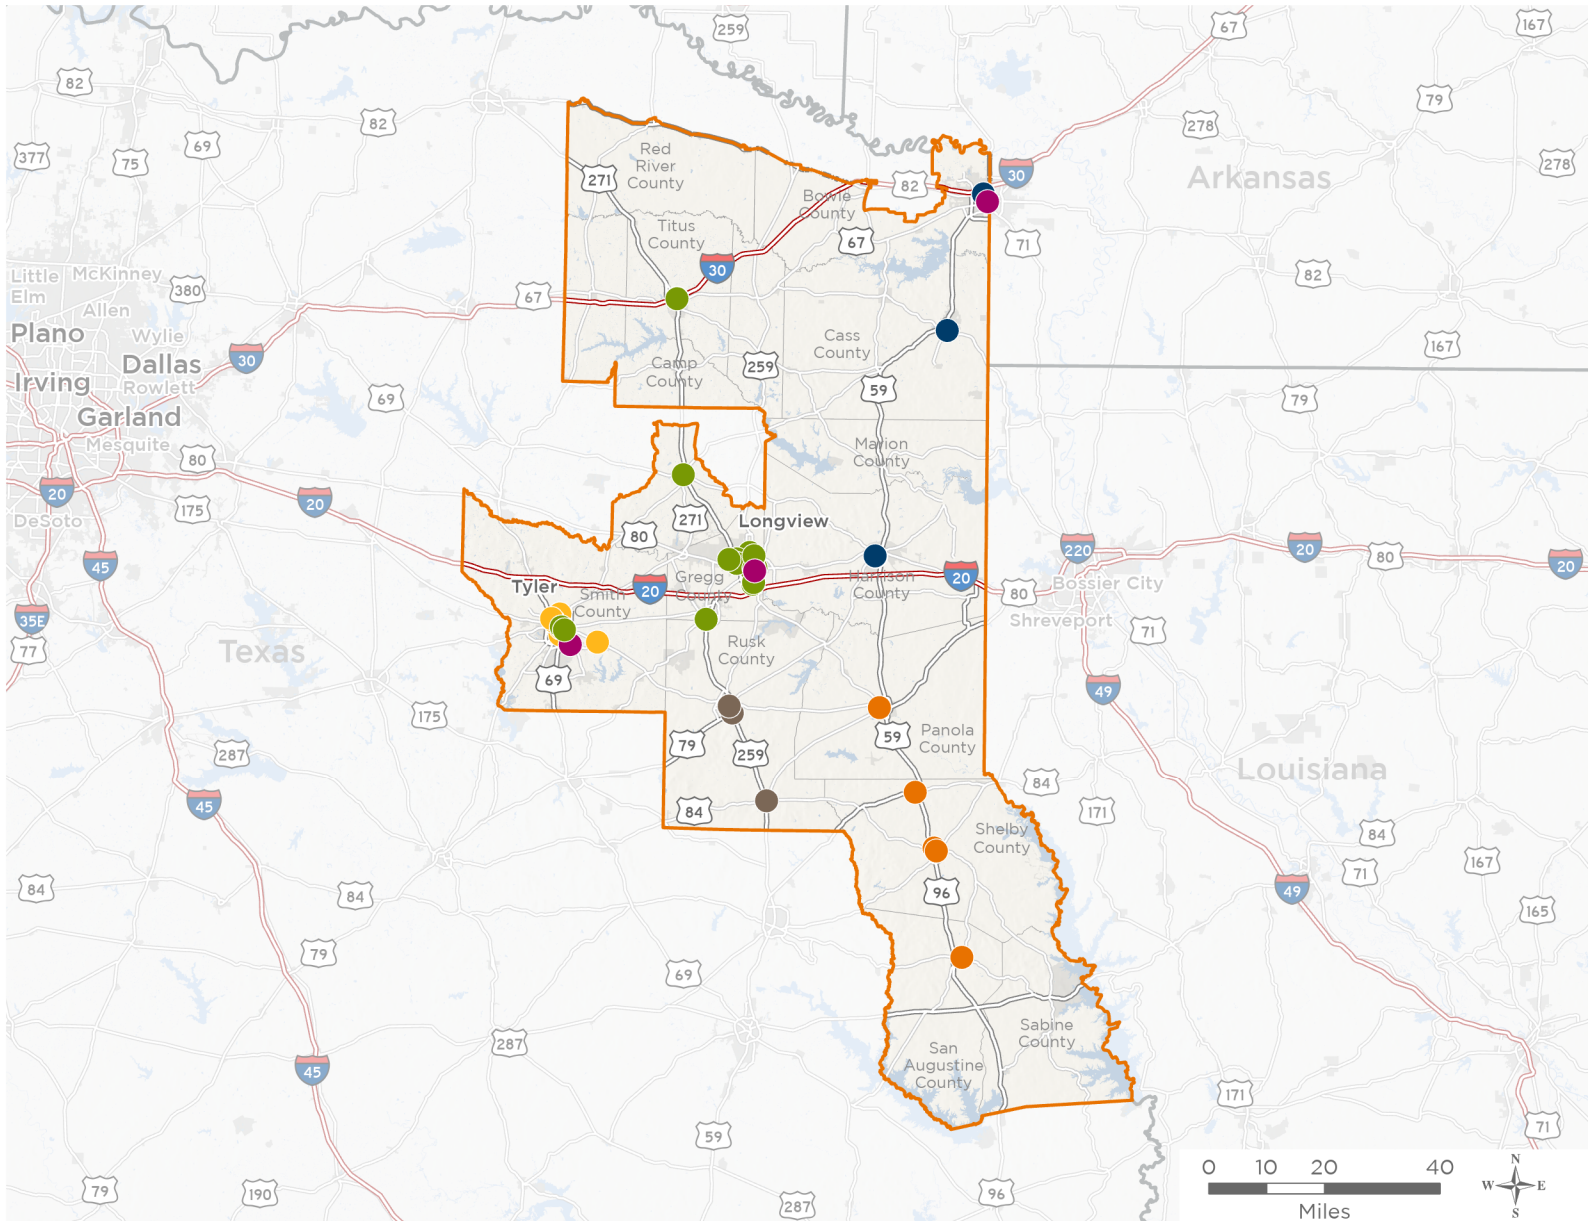 259
67
167
82
79
82
278
69
377
75
278
Red
River
County
30
Arkansas
271
82
Bowie
County
Titus
County
67
71
30
82
Little
Elm
McKinney
380
67
Allen
Plano
Wylie
Dallas
30
Cass
County
167
259
Camp
County
Irving
Rowlett
59
69
79
Garland
Mesquite
80
Marion
County
20
20
175
271
Longview
DeSoto
80
220
20
80
20
45
Gregg
County
Harrison
County
20
80
Bossier City
Tyler
20
Smith
County
35E
Shreveport
71
77
Texas
Rusk
County
69
49
175
59
Panola
County
79
287
259
Louisiana
84
45
84
171
Shelby
County
84
167
71
84
84
96
49
165
79
69
Sabine
County
287
San
Augustine
County
45
171
59
71
79
190
96
287
0 10 20 40
Miles
N
W E
S